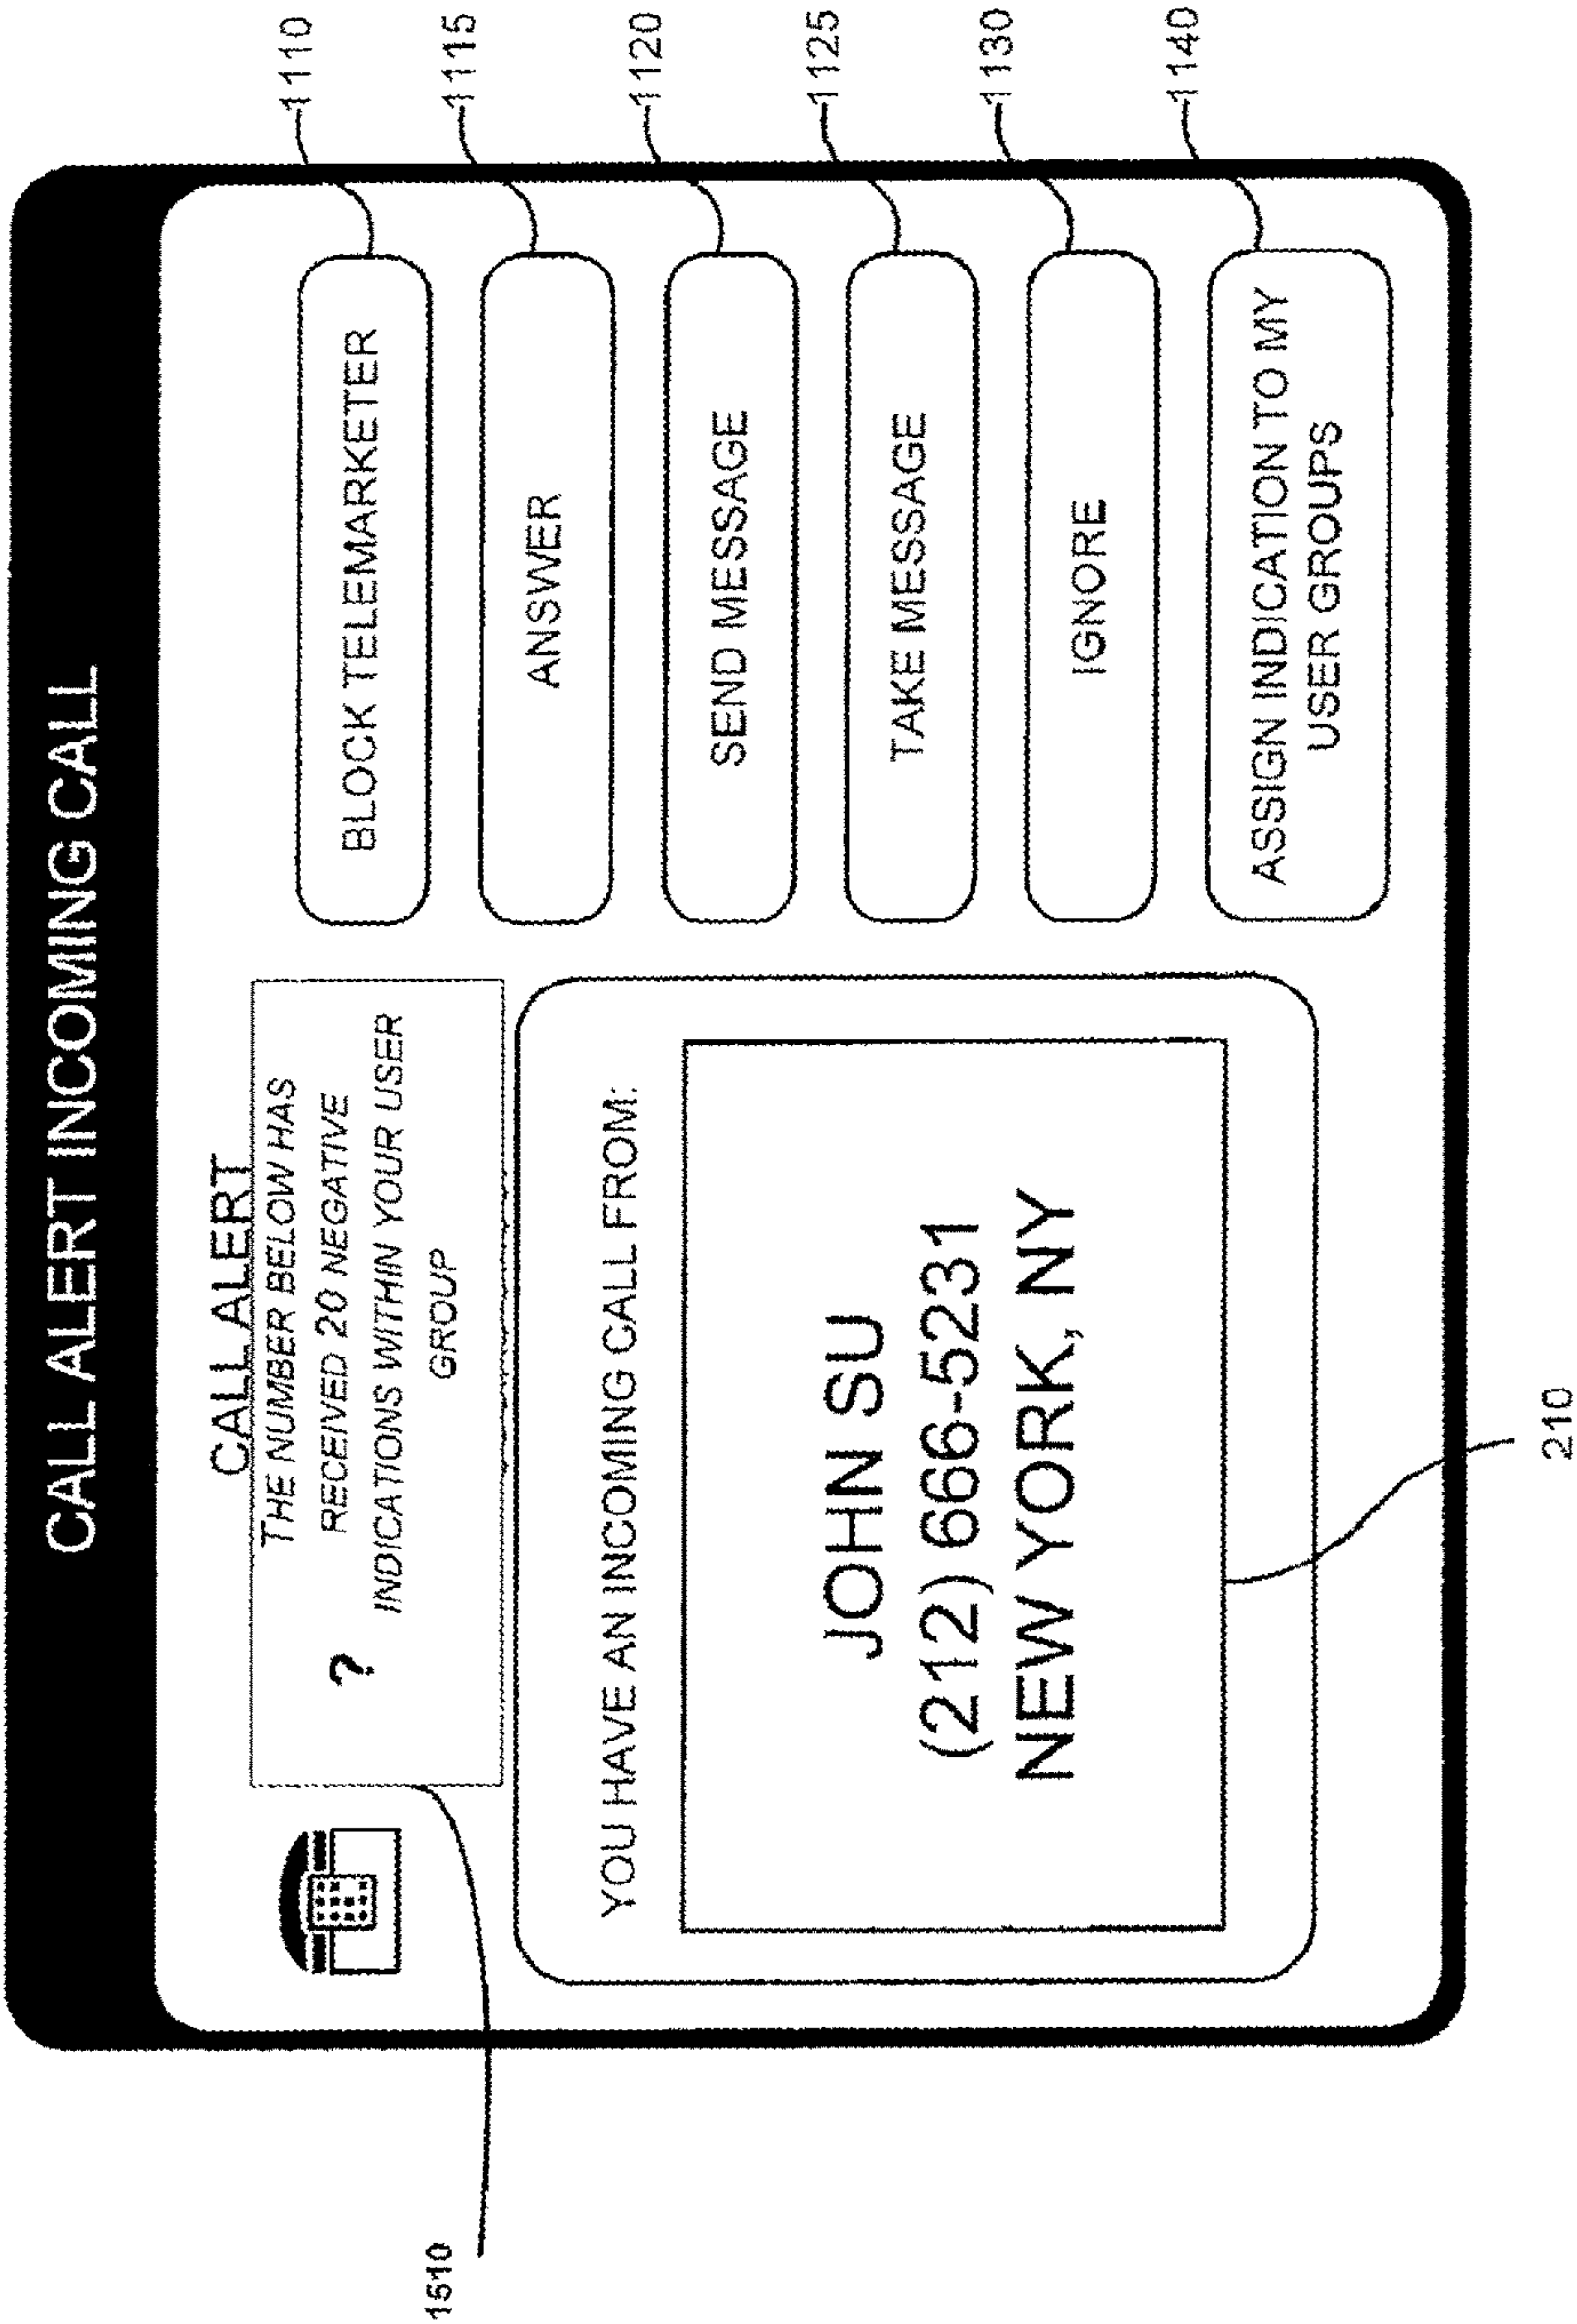 CALL ALERT INCOMING CALL
CALL ALERT
THE NUMBER BELOW HAS
RECEIVED 20 NEGATIVE
INDICATIONS WITHIN YOUR USER
GROUP
?
1510
YOU HAVE AN INCOMING CALL FROM:
JOHN SU
(212) 666-5231
NEW YORK, NY
210
BLOCK TELEMARKETER
1110
ANSWER
1115
SEND MESSAGE
1120
TAKE MESSAGE
1125
IGNORE
1130
ASSIGN INDICATION TO MY
USER GROUPS
1140